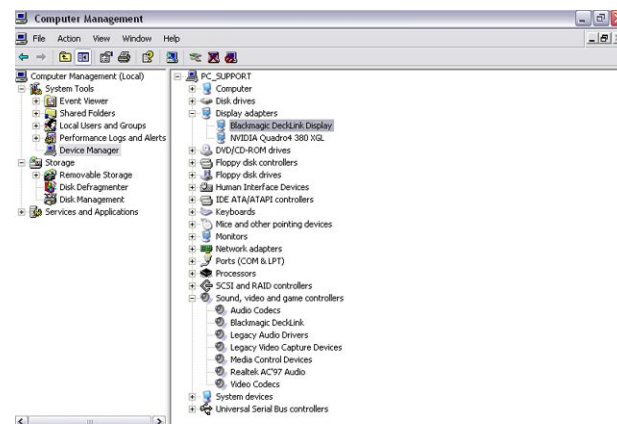 Computer Management
File Action View Window Help
Computer Management (Local)
System Tools
Event Viewer
Shared Folders
Local Users and Groups
Performance Logs and Alerts
Device Manager
Storage
Removable Storage
Disk Defragmenter
Disk Management
Services and Applications
PC_SUPPORT
Computer
Disk drives
Display adapters
Blackmagic DeckLink Display
NVIDIA Quadro4 380 XGL
DVD/CD-ROM drives
Floppy disk controllers
Floppy disk drives
Human Interface Devices
IDE ATA/ATAPI controllers
Keyboards
Mice and other pointing devices
Monitors
Network adapters
Ports (COM & LPT)
Processors
SCSI and RAID controllers
Sound, video and game controllers
Audio Codecs
Blackmagic DeckLink
Legacy Audio Drivers
Legacy Video Capture Devices
Media Control Devices
Realtek AC'97 Audio
Video Codecs
System devices
Universal Serial Bus controllers